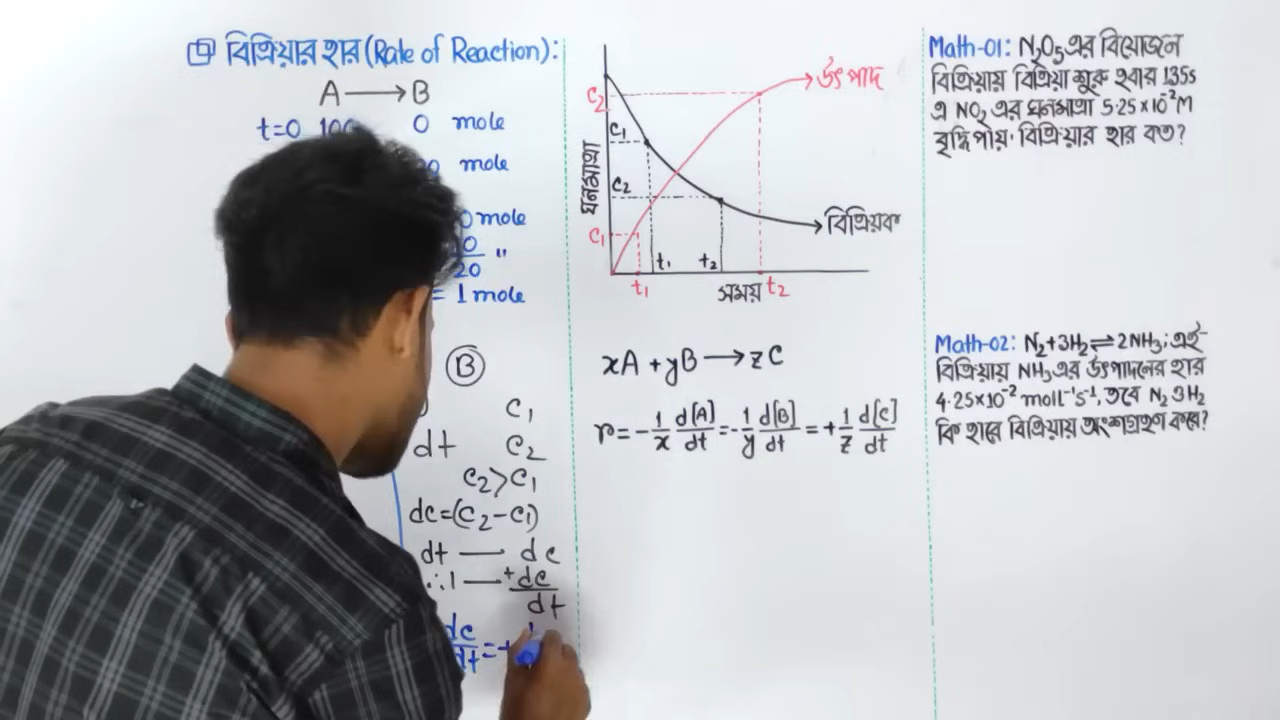 বিক্রিয়ার হার (Rate of Reaction):
A → B
t=0 100 0 mole
mole
mole
20 "
= 1 mole
B
C₁
dt C₂
C₂>C₁
dc=(C₂-C₁)
dt — dc
∴1 — +dc/dt
dc/dt = +
ঘনমাত্রা
C₂
C₁
C₂
C₁
উৎপাদ
বিক্রিয়ক
t₁ t₂
t₁ সময় t₂
xA + yB → zC
r = -1/x d[A]/dt = -1/y d[B]/dt = +1/z d[C]/dt
Math-01: N₂O₅ এর বিয়োজন
বিক্রিয়ায় বিক্রিয়া শুরু হবার 135s
এ NO₂ এর ঘনমাত্রা 5.25×10⁻²M
বৃদ্ধি পায়. বিক্রিয়ার হার কত?
Math-02: N₂+3H₂⇌2NH₃; এই
বিক্রিয়ায় NH₃ এর উৎপাদনের হার
4.25×10⁻² molL⁻¹s⁻¹, তবে N₂ ও H₂
কি হারে বিক্রিয়ায় অংশগ্রহণ করে?